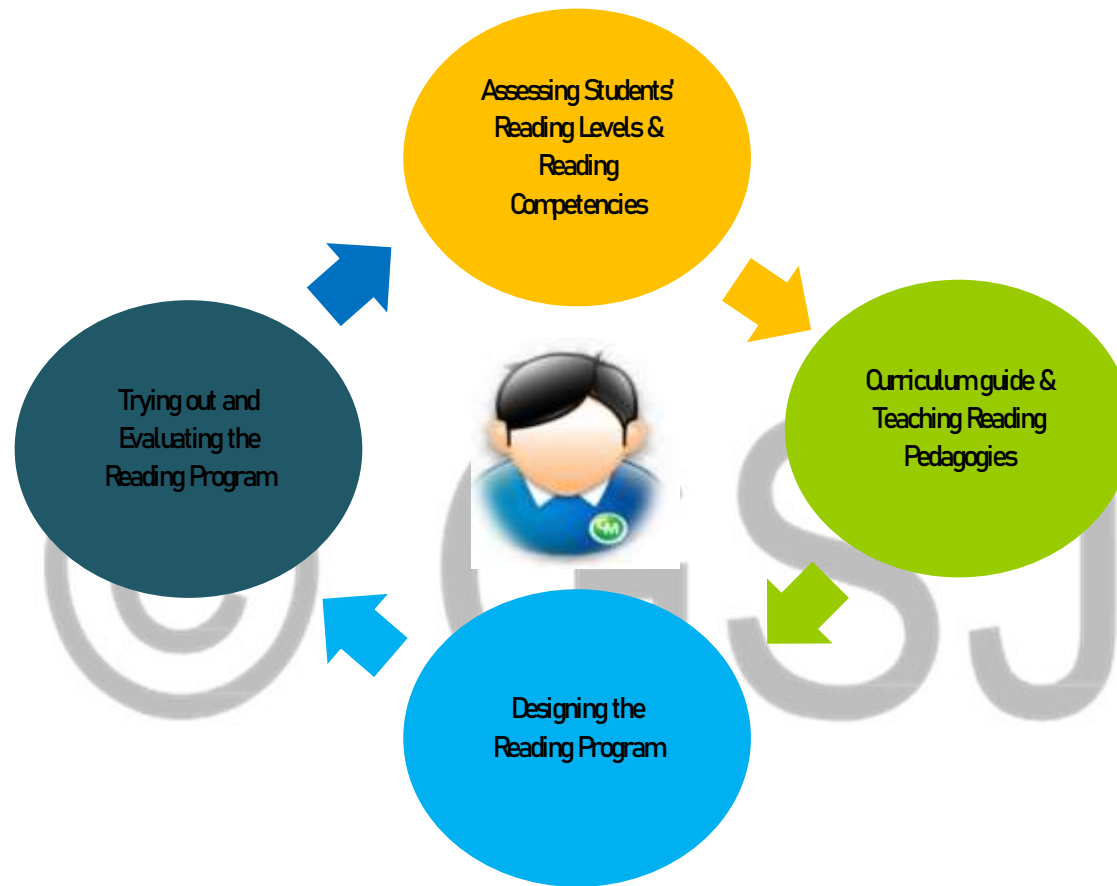 Assessing Students'
Reading Levels &
Reading
Competencies
Curriculum guide &
Teaching Reading
Pedagogies
Designing the
Reading Program
Trying out and
Evaluating the
Reading Program
© GSJ